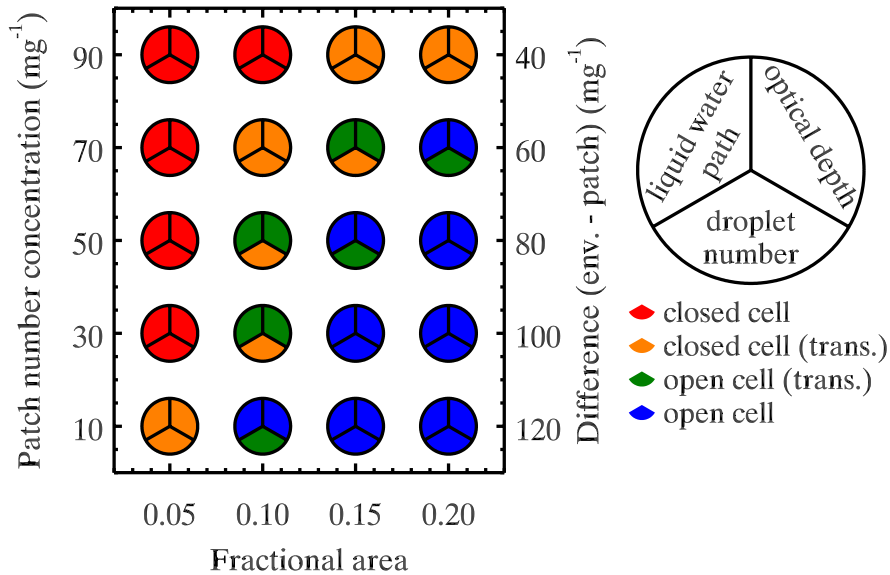 Patch number concentration (mg⁻¹)
90
70
50
30
10
0.05 0.10 0.15 0.20
Fractional area
40
60
80
100
120
Difference (env. - patch) (mg⁻¹)
liquid water
path
optical depth
droplet
number
closed cell
closed cell (trans.)
open cell (trans.)
open cell